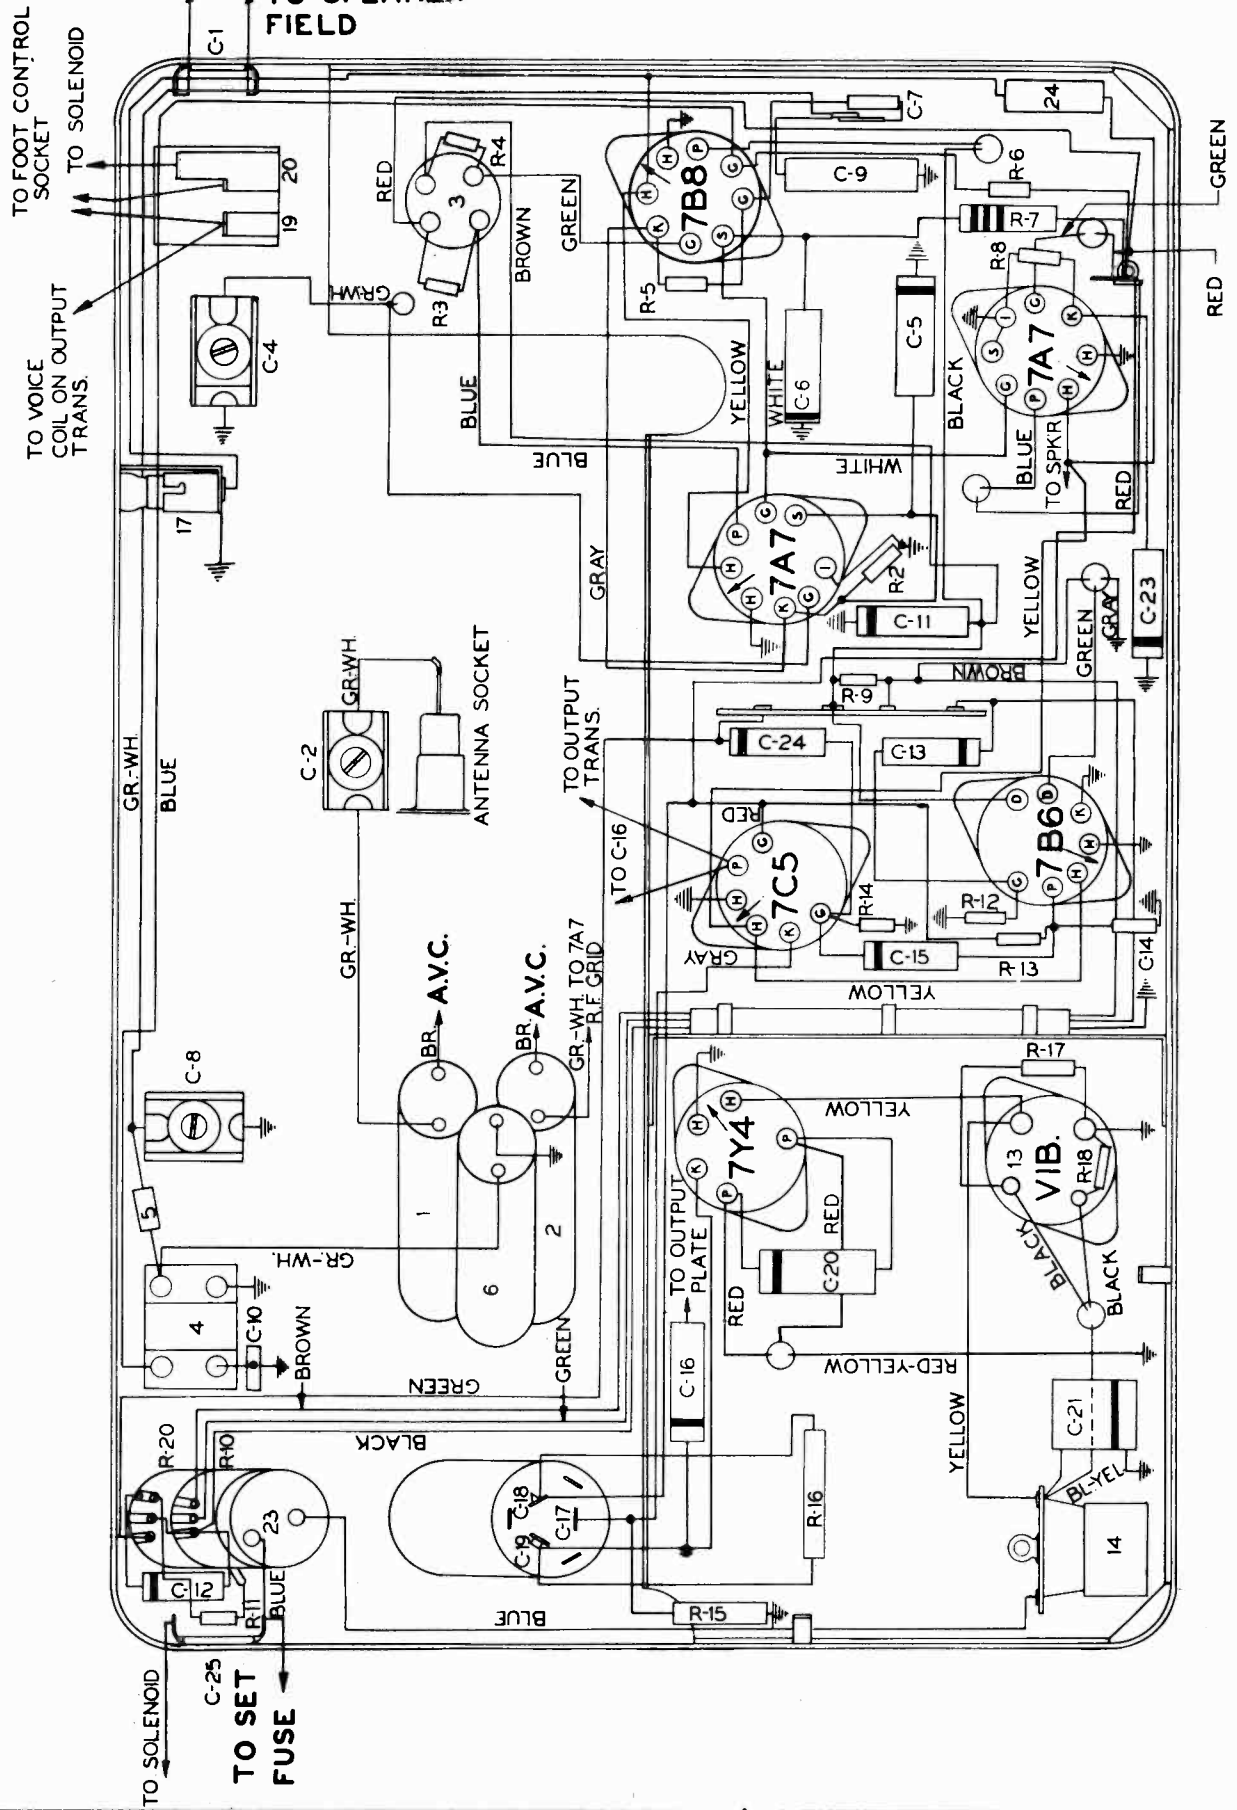 FIELD
C-1
TO FOOT CONTROL
SOCKET
TO SOLENOID
20
19
TO VOICE
COIL ON OUTPUT
TRANS.
C-4
GR-WH
RED
3
R-4
R-3
BROWN
BLUE
GREEN
7B8
H
P
G
G
S
G
K
H
R-5
C-7
C-9
24
R-6
R-7
GREEN
RED
R-8
C-5
C-6
YELLOW
WHITE
BLACK
7A7
G
K
H
H
P
G
S
I
BLUE
TO SPKR
RED
WHITE
BLUE
17
GRAY
7A7
P
G
S
I
G
K
H
H
R-2
C-11
YELLOW
C-23
GRAY
GREEN
BROWN
R-9
GR-WH.
C-2
ANTENNA SOCKET
GR.-WH.
BLUE
TO OUTPUT
TRANS.
C-24
C-13
TO C-16
RED
7C5
G
P
H
H
K
G
GRAY
R-14
C-15
7B6
D
D
K
H
H
P
G
R-12
R-13
C-14
YELLOW
GR.-WH.
BR.
A.V.C.
BR.
A.V.C.
GR.-WH. TO 7A7
R.F. GRID
C-8
5
4
C-10
1
2
6
GR.-WH.
7Y4
H
H
K
P
P
YELLOW
R-17
VIB.
13
R-18
BLACK
BLACK
RED
C-20
RED
TO OUTPUT
PLATE
C-16
RED-YELLOW
YELLOW
C-21
BL-YEL
14
BROWN
GREEN
GREEN
BLACK
R-20
R-10
23
C-12
R-11
BLUE
C-18
C-17
C-19
R-16
R-15
BLUE
C-25
TO SOLENOID
TO SET
FUSE